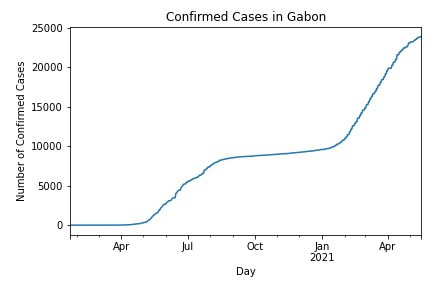 Confirmed Cases in Gabon
25000
20000
15000
10000
5000
0
Number of Confirmed Cases
Apr Jul Oct Jan Apr
2021
Day